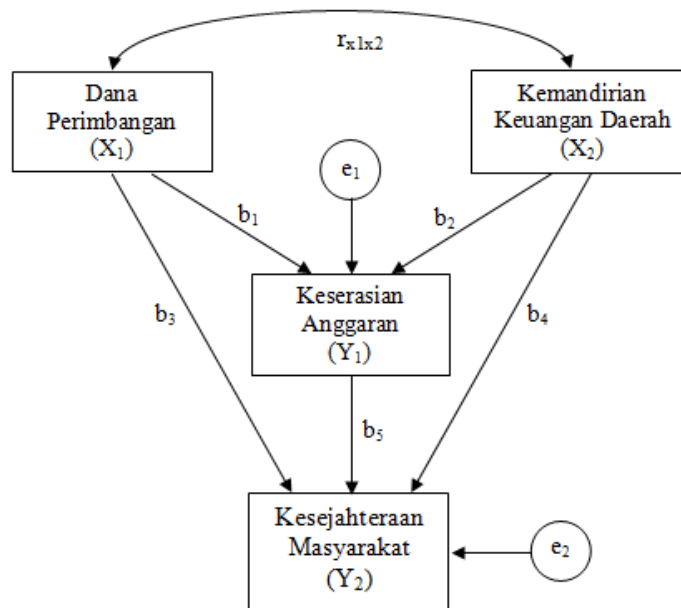 r x1x2
Dana
Perimbangan
(X₁)
Kemandirian
Keuangan Daerah
(X₂)
e₁
b₁
b₂
Keserasian
Anggaran
(Y₁)
b₃
b₄
b₅
Kesejahteraan
Masyarakat
(Y₂)
e₂